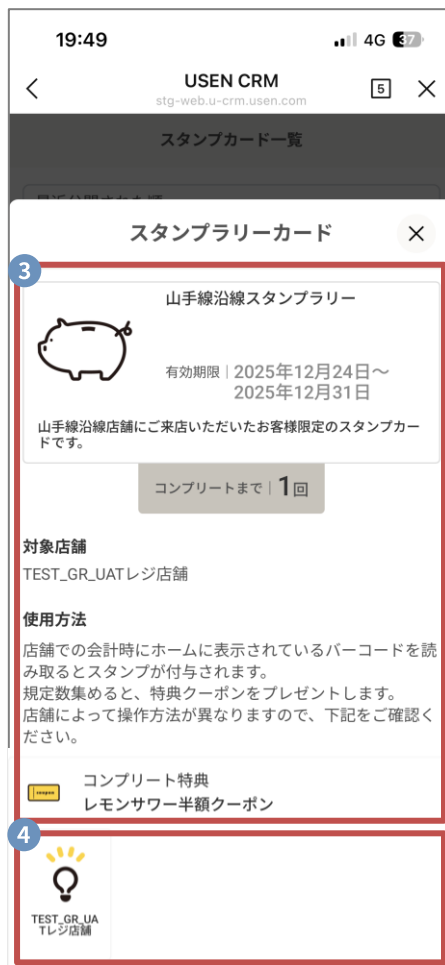 19:49
4G 37
USEN CRM
stg-web.u-crm.usen.com
5
スタンプカード一覧
最近公開された順
スタンプラリーカード
3
山手線沿線スタンプラリー
有効期限 | 2025年12月24日〜
2025年12月31日
山手線沿線店舗にご来店いただいたお客様限定のスタンプカー
ドです。
コンプリートまで | 1回
対象店舗
TEST_GR_UATレジ店舗
使用方法
店舗での会計時にホームに表示されているバーコードを読
み取るとスタンプが付与されます。
規定数集めると、特典クーポンをプレゼントします。
店舗によって操作方法が異なりますので、下記をご確認く
ださい。
コンプリート特典
coupon
レモンサワー半額クーポン
4
TEST_GR_UA
Tレジ店舗